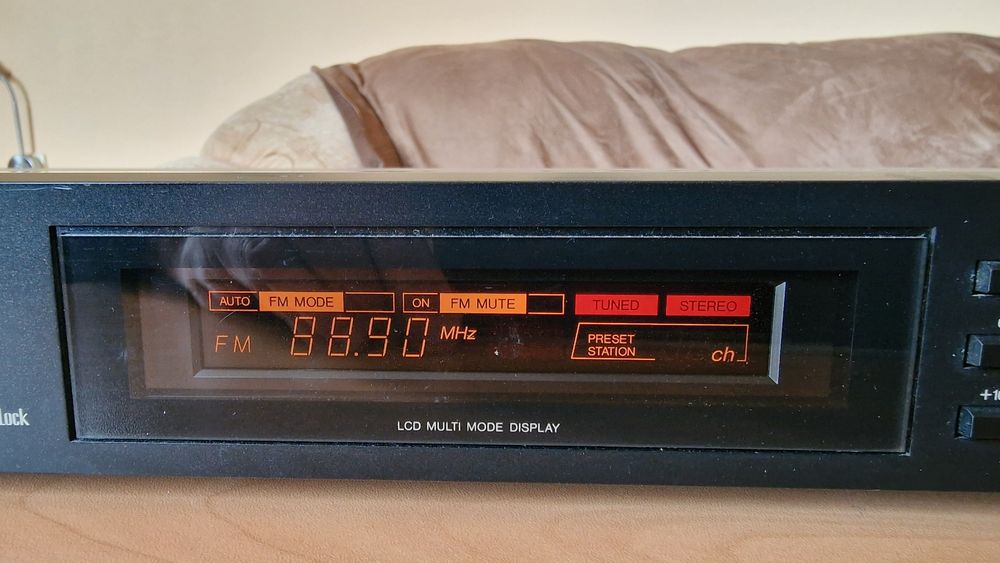 AUTO FM MODE ON FM MUTE TUNED STEREO
FM 88.90 MHz
PRESET
STATION ch
LCD MULTI MODE DISPLAY
lock